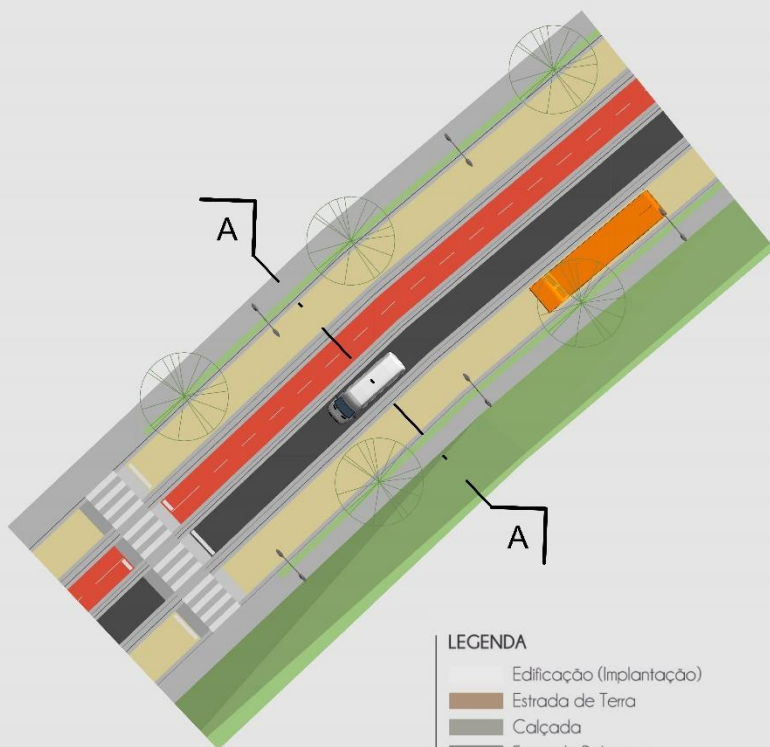 A
A
LEGENDA
Edificação (Implantação)
Estrada de Terra
Calçada